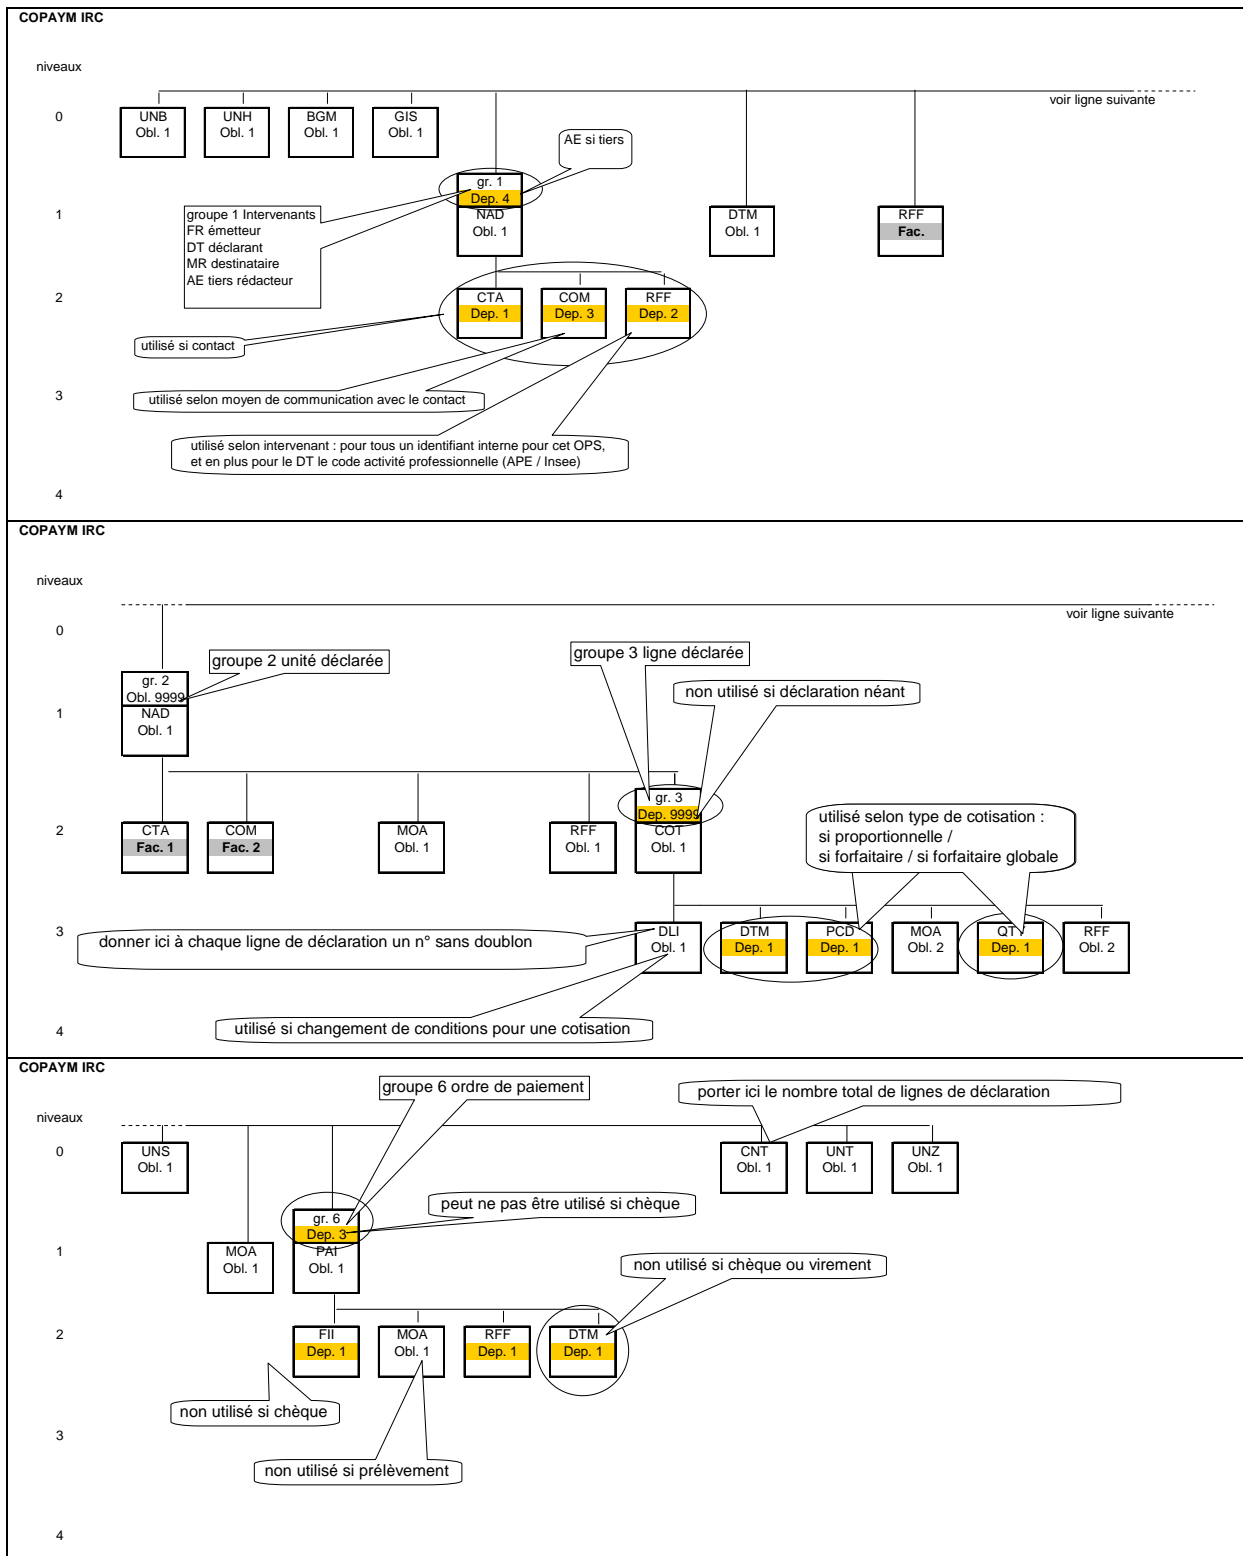 COPAYM IRC
niveaux
voir ligne suivante
0
UNB
Obl. 1
UNH
Obl. 1
BGM
Obl. 1
GIS
Obl. 1
AE si tiers
gr. 1
Dep. 4
1
groupe 1 Intervenants
FR émetteur
DT déclarant
MR destinataire
AE tiers rédacteur
NAD
Obl. 1
DTM
Obl. 1
RFF
Fac.
2
CTA
Dep. 1
COM
Dep. 3
RFF
Dep. 2
utilisé si contact
3
utilisé selon moyen de communication avec le contact
utilisé selon intervenant : pour tous un identifiant interne pour cet OPS,
et en plus pour le DT le code activité professionnelle (APE / Insee)
4
COPAYM IRC
niveaux
voir ligne suivante
0
groupe 2 unité déclarée
groupe 3 ligne déclarée
gr. 2
Obl. 9999
non utilisé si déclaration néant
1
NAD
Obl. 1
gr. 3
Dep. 9999
utilisé selon type de cotisation :
si proportionnelle /
si forfaitaire / si forfaitaire globale
2
CTA
Fac. 1
COM
Fac. 2
MOA
Obl. 1
RFF
Obl. 1
COT
Obl. 1
3
donner ici à chaque ligne de déclaration un n° sans doublon
DLI
Obl. 1
DTM
Dep. 1
PCD
Dep. 1
MOA
Obl. 2
QTY
Dep. 1
RFF
Obl. 2
4
utilisé si changement de conditions pour une cotisation
COPAYM IRC
groupe 6 ordre de paiement
porter ici le nombre total de lignes de déclaration
niveaux
0
UNS
Obl. 1
CNT
Obl. 1
UNT
Obl. 1
UNZ
Obl. 1
peut ne pas être utilisé si chèque
gr. 6
Dep. 3
1
MOA
Obl. 1
PAI
Obl. 1
non utilisé si chèque ou virement
2
FII
Dep. 1
MOA
Obl. 1
RFF
Dep. 1
DTM
Dep. 1
non utilisé si chèque
3
non utilisé si prélèvement
4